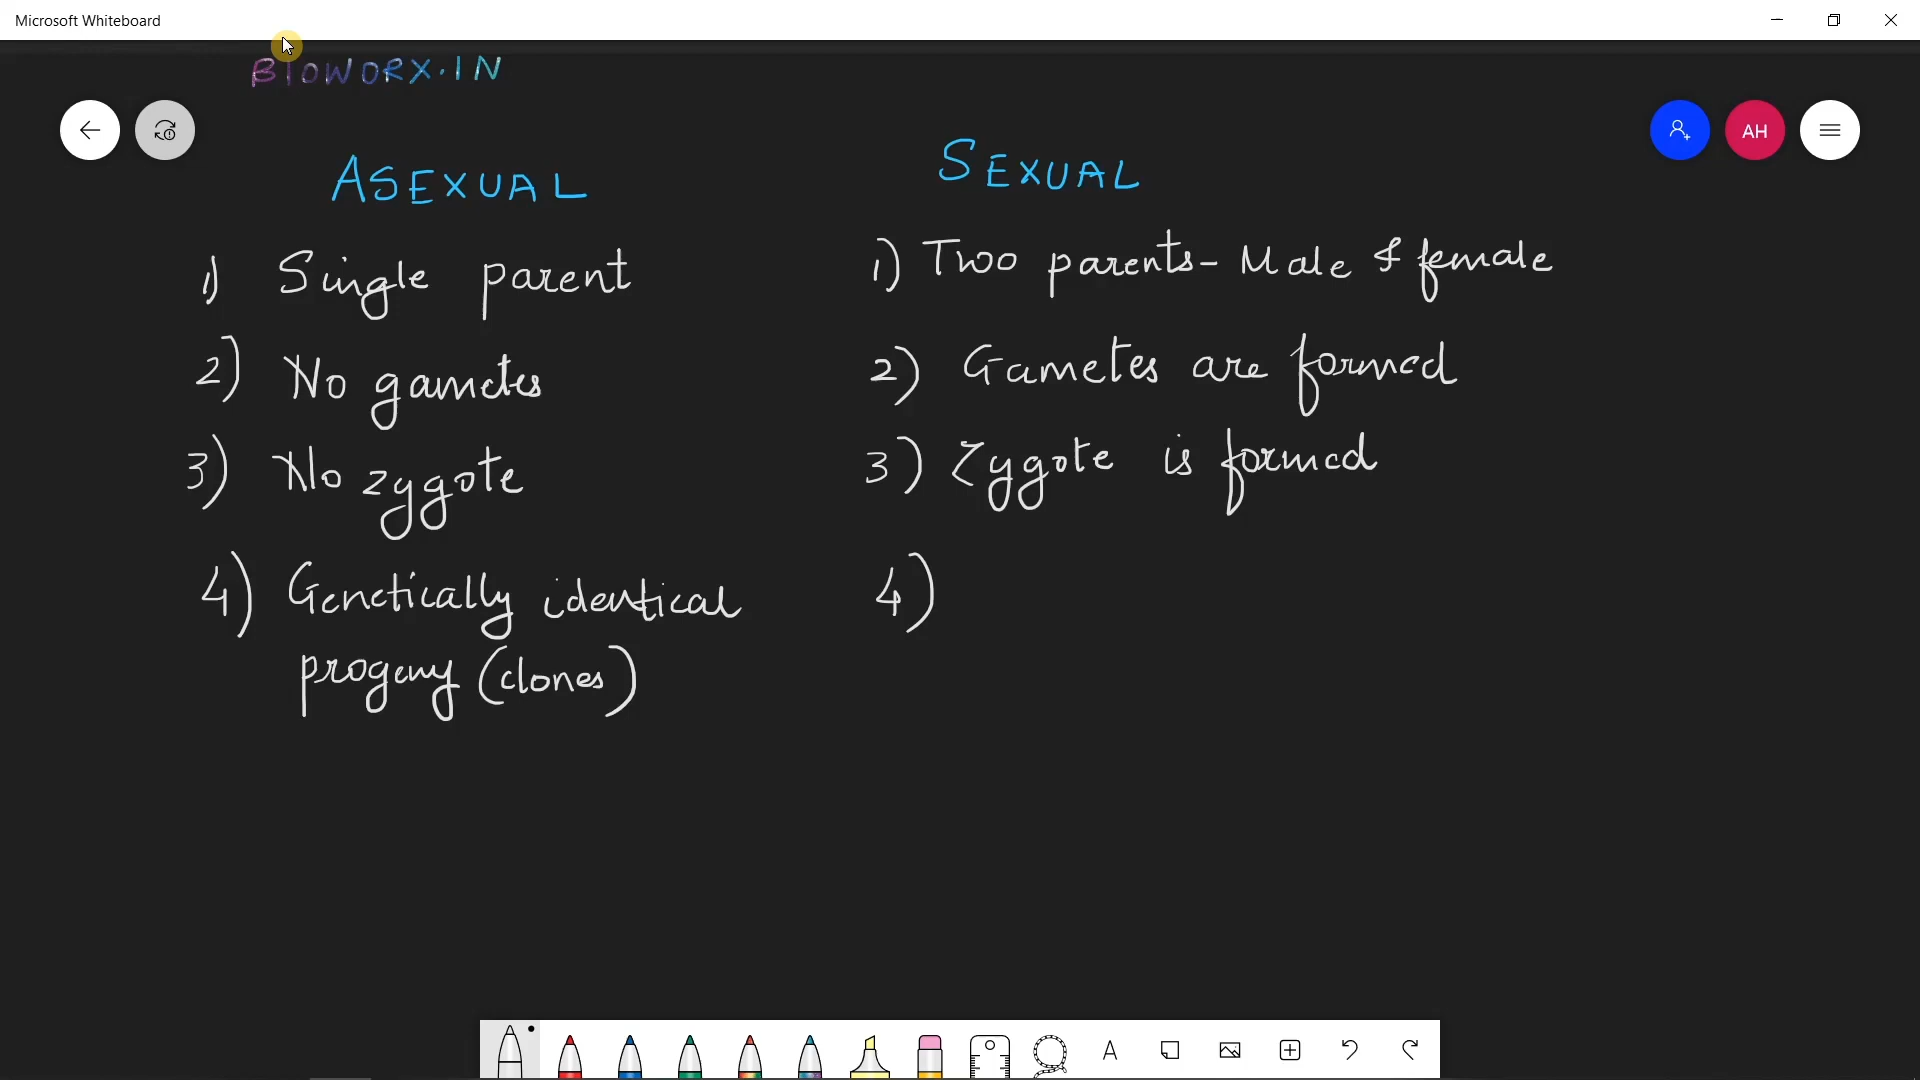 Microsoft Whiteboard
BIOWORX.IN
AH
ASEXUAL
1) Single parent
2) No gametes
3) No zygote
4) Genetically identical
progeny (clones)
SEXUAL
1) Two parents - Male & female
2) Gametes are formed
3) Zygote is formed
4)
A